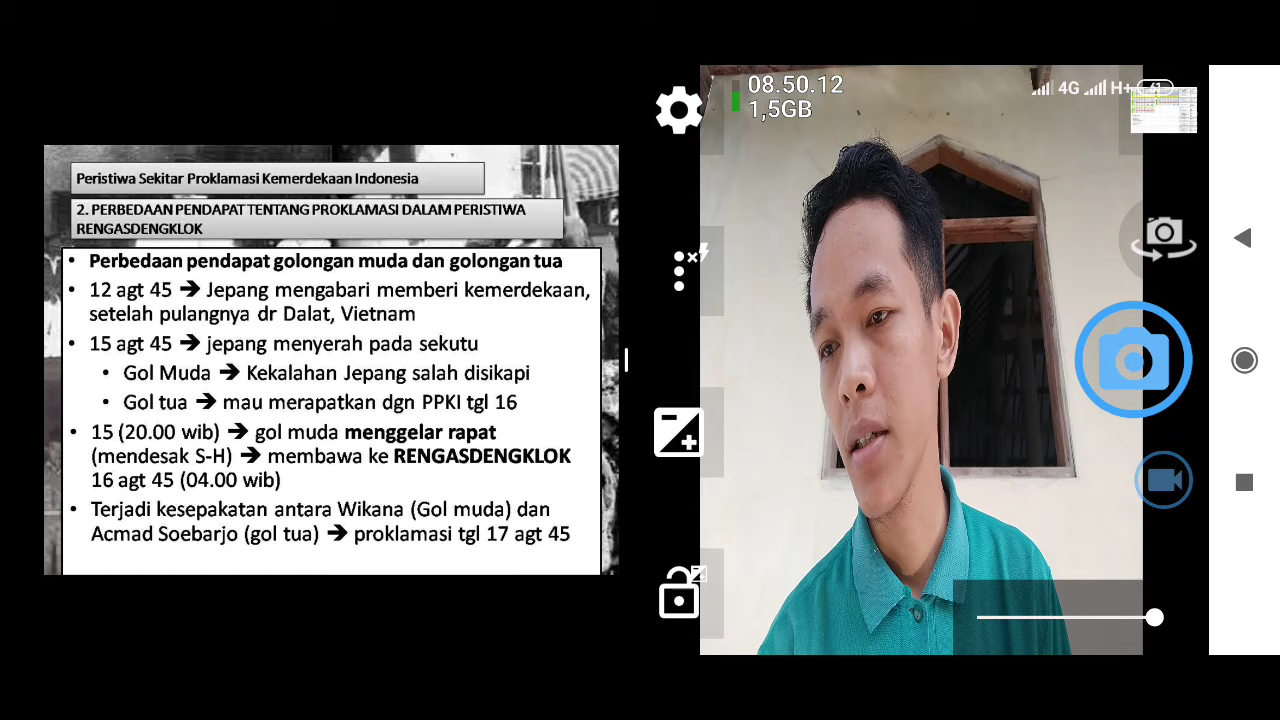 Peristiwa Sekitar Proklamasi Kemerdekaan Indonesia
2. PERBEDAAN PENDAPAT TENTANG PROKLAMASI DALAM PERISTIWA
RENGASDENGKLOK
• Perbedaan pendapat golongan muda dan golongan tua
• 12 agt 45 → Jepang mengabari memberi kemerdekaan,
setelah pulangnya dr Dalat, Vietnam
• 15 agt 45 → jepang menyerah pada sekutu
• Gol Muda → Kekalahan Jepang salah disikapi
• Gol tua → mau merapatkan dgn PPKI tgl 16
• 15 (20.00 wib) → gol muda menggelar rapat
(mendesak S-H) → membawa ke RENGASDENGKLOK
16 agt 45 (04.00 wib)
• Terjadi kesepakatan antara Wikana (Gol muda) dan
Acmad Soebarjo (gol tua) → proklamasi tgl 17 agt 45
08.50.12
1,5GB
4G
H+